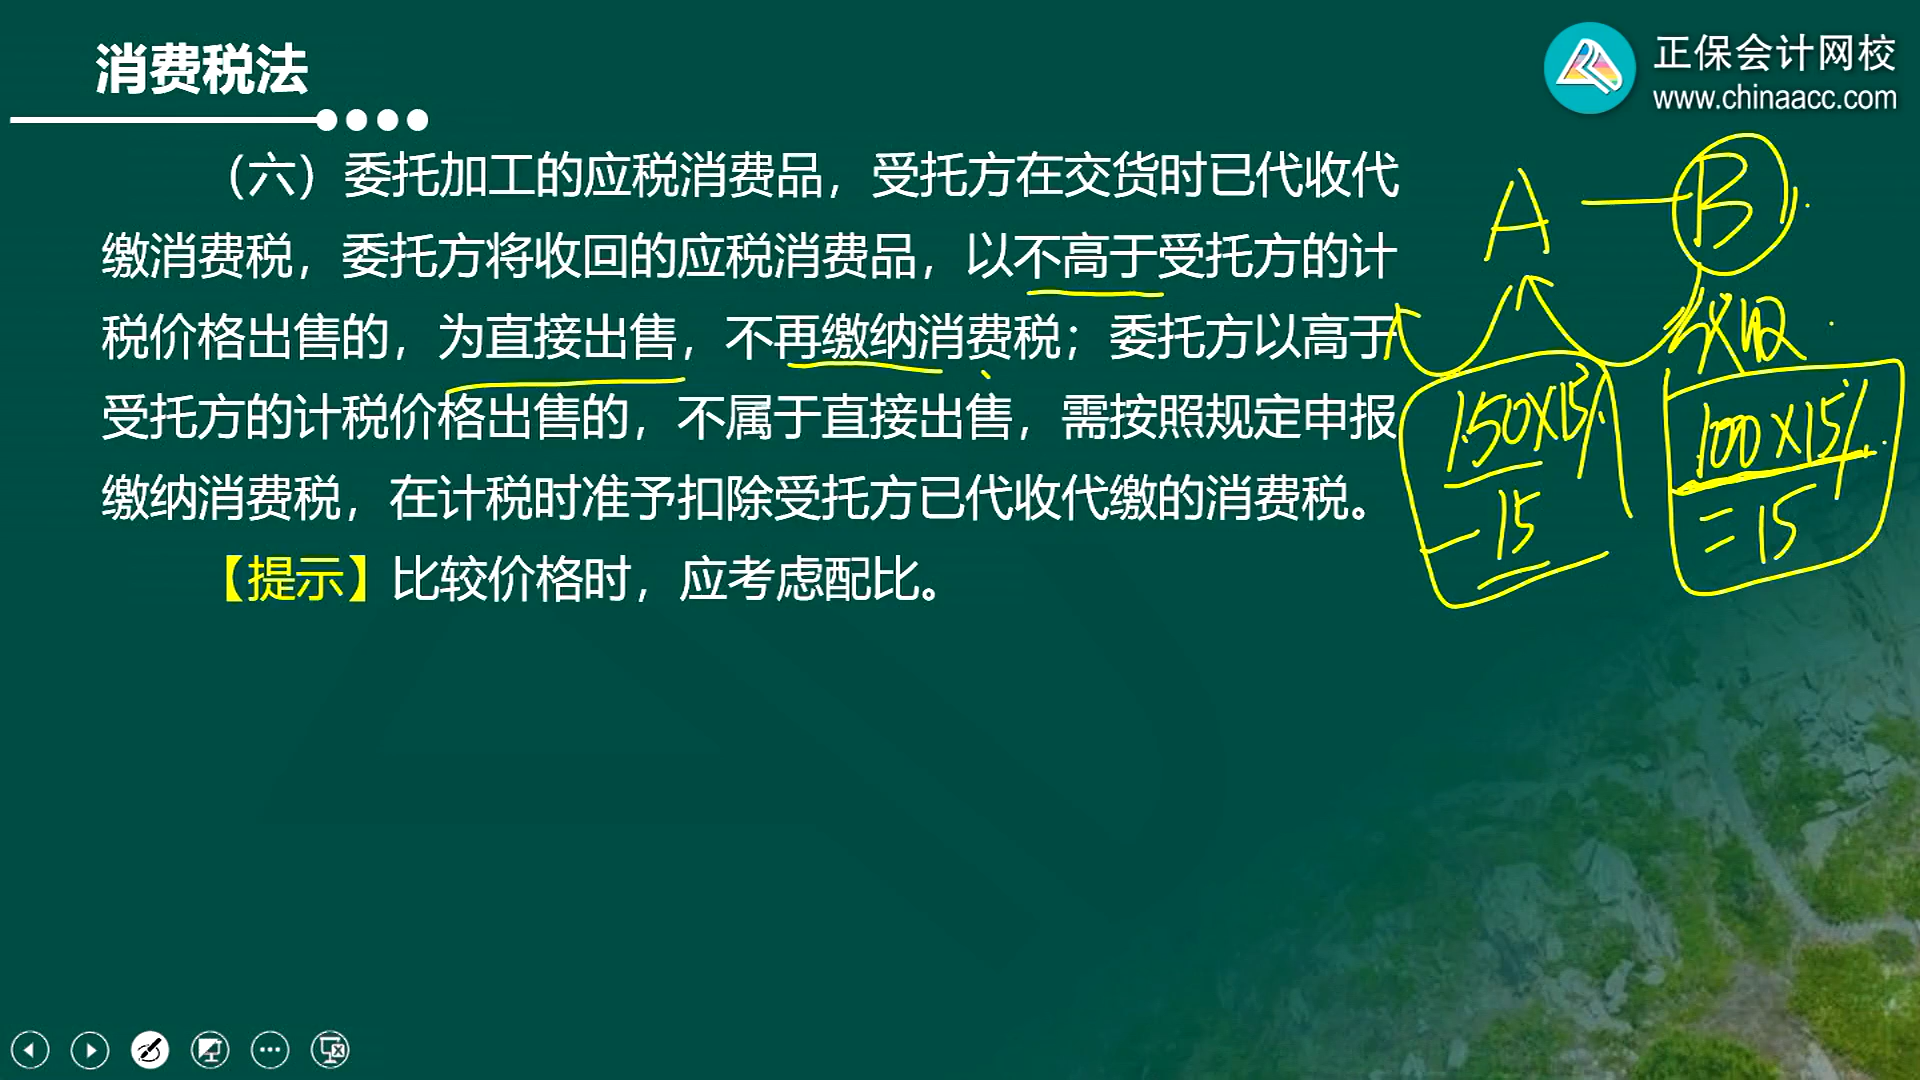 消费税法
正保会计网校
www.chinaacc.com
（六）委托加工的应税消费品，受托方在交货时已代收代
缴消费税，委托方将收回的应税消费品，以不高于受托方的计
税价格出售的，为直接出售，不再缴纳消费税；委托方以高于
受托方的计税价格出售的，不属于直接出售，需按照规定申报
缴纳消费税，在计税时准予扣除受托方已代收代缴的消费税。
【提示】比较价格时，应考虑配比。
A — B
150×15%
－15
100×15%
=15